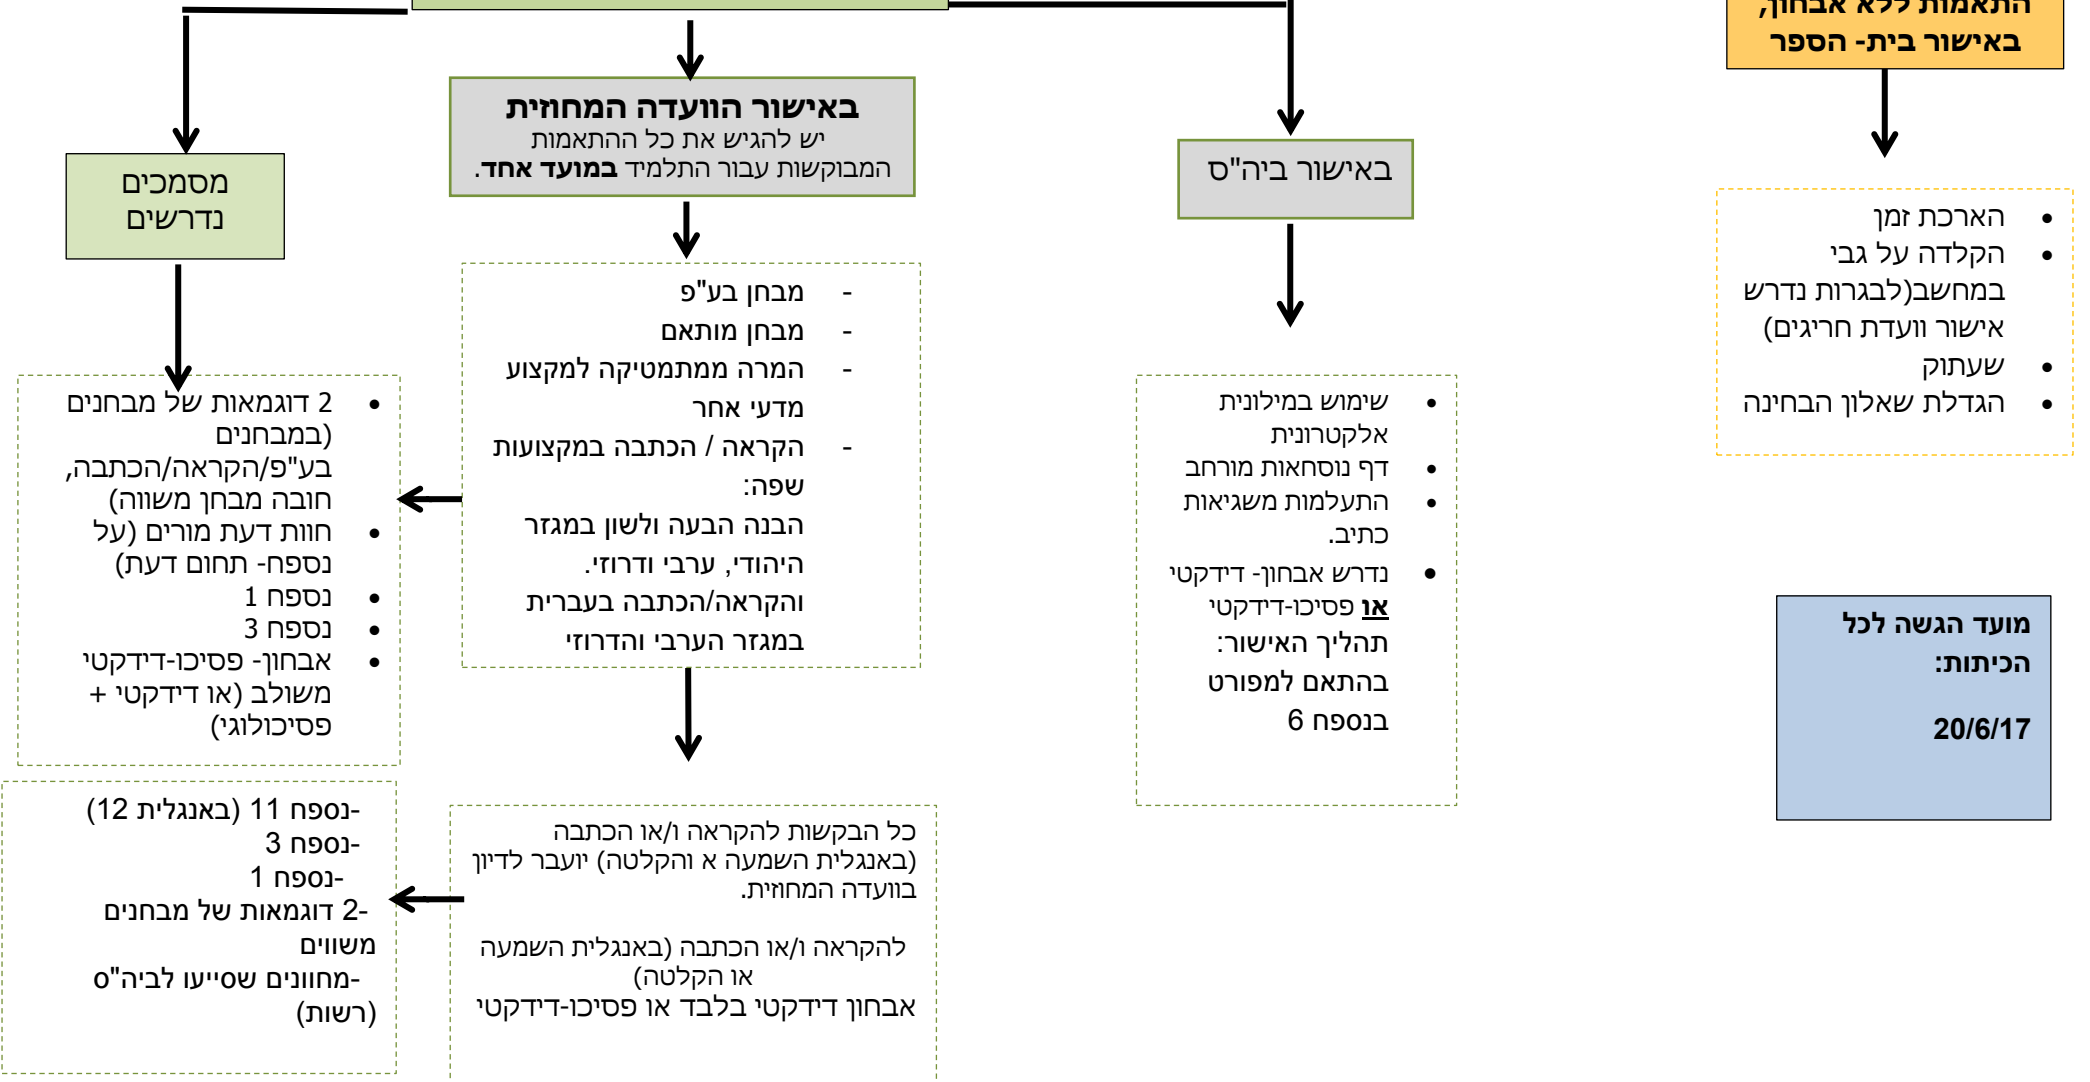 התאמות ללא אבחון,
באישור בית- הספר
• הארכת זמן
• הקלדה על גבי
במחשב(לבגרות נדרש
אישור וועדת חריגים)
• שעתוק
• הגדלת שאלון הבחינה
מועד הגשה לכל
הכיתות:
20/6/17
באישור ביה"ס
• שימוש במילונית
אלקטרונית
• דף נוסחאות מורחב
• התעלמות משגיאות
כתיב.
• נדרש אבחון- דידקטי
או פסיכו-דידקטי
תהליך האישור:
בהתאם למפורט
בנספח 6
באישור הוועדה המחוזית
יש להגיש את כל ההתאמות
המבוקשות עבור התלמיד במועד אחד.
- מבחן בע"פ
- מבחן מותאם
- המרה ממתמטיקה למקצוע
מדעי אחר
- הקראה / הכתבה במקצועות
שפה:
הבנה הבעה ולשון במגזר
היהודי, ערבי ודרוזי.
והקראה/הכתבה בעברית
במגזר הערבי והדרוזי
כל הבקשות להקראה ו/או הכתבה
(באנגלית השמעה א והקלטה) יועבר לדיון
בוועדה המחוזית.
להקראה ו/או הכתבה (באנגלית השמעה
או הקלטה)
אבחון דידקטי בלבד או פסיכו-דידקטי
מסמכים
נדרשים
• 2 דוגמאות של מבחנים
(במבחנים
בע"פ/הקראה/הכתבה,
חובה מבחן משווה)
• חוות דעת מורים (על
נספח- תחום דעת)
• נספח 1
• נספח 3
• אבחון- פסיכו-דידקטי
משולב (או דידקטי +
פסיכולוגי)
-נספח 11 (באנגלית 12)
-נספח 3
-נספח 1
-2 דוגמאות של מבחנים
משווים
-מחוונים שסייעו לביה"ס
(רשות)